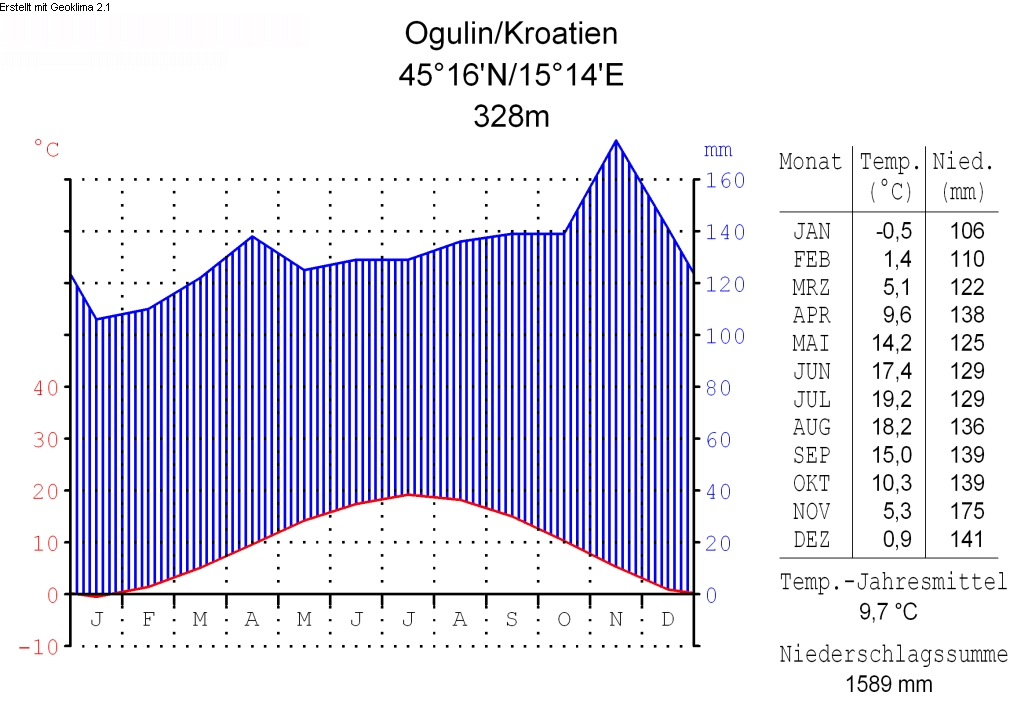 Erstellt mit Geoklima 2.1
Ogulin/Kroatien
45°16'N/15°14'E
328m
°C
mm
160
140
120
100
40 80
30 60
20 40
10 20
0 0
-10
J F M A M J J A S O N D
Monat Temp. Nied.
(°C) (mm)
JAN -0,5 106
FEB 1,4 110
MRZ 5,1 122
APR 9,6 138
MAI 14,2 125
JUN 17,4 129
JUL 19,2 129
AUG 18,2 136
SEP 15,0 139
OKT 10,3 139
NOV 5,3 175
DEZ 0,9 141
Temp.-Jahresmittel
9,7 °C
Niederschlagssumme
1589 mm